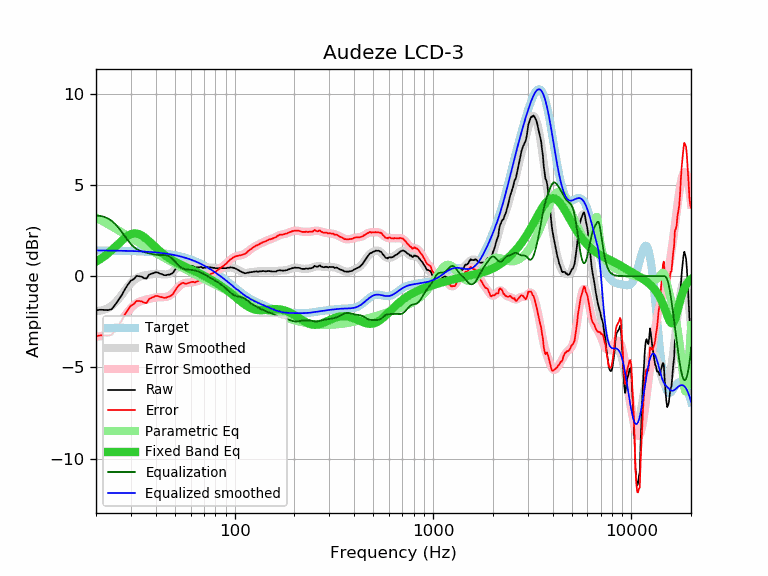 Audeze LCD-3
10
5
0
−5
−10
Amplitude (dBr)
Target
Raw Smoothed
Error Smoothed
Raw
Error
Parametric Eq
Fixed Band Eq
Equalization
Equalized smoothed
100 1000 10000
Frequency (Hz)